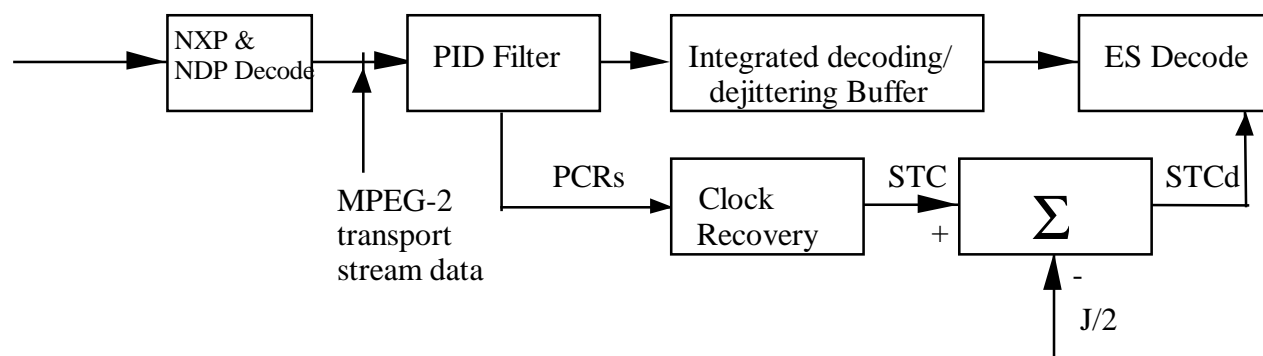 NXP &
NDP Decode
PID Filter
Integrated decoding/
dejittering Buffer
ES Decode
MPEG-2
transport
stream data
PCRs
Clock
Recovery
STC
+
Σ
STCd
-
J/2